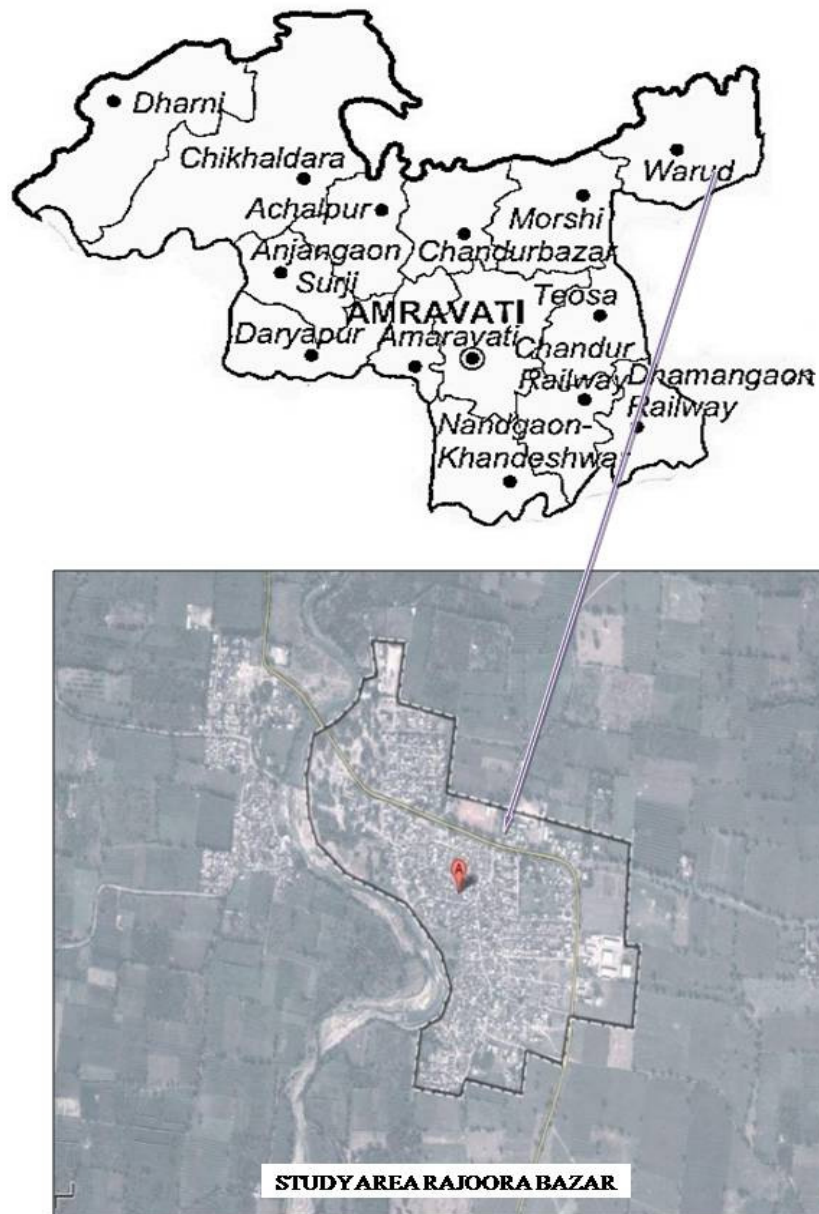 Dharni
Chikhaldara
Warud
Achalpur
Morshi
Anjangaon
Surji
Chandurbazar
Teosa
AMRAVATI
Daryapur
Amaravati
Chandur
Railway
Dhamangaon
Railway
Nandgaon-
Khandeshwar
A
STUDY AREA RAJOORA BAZAR